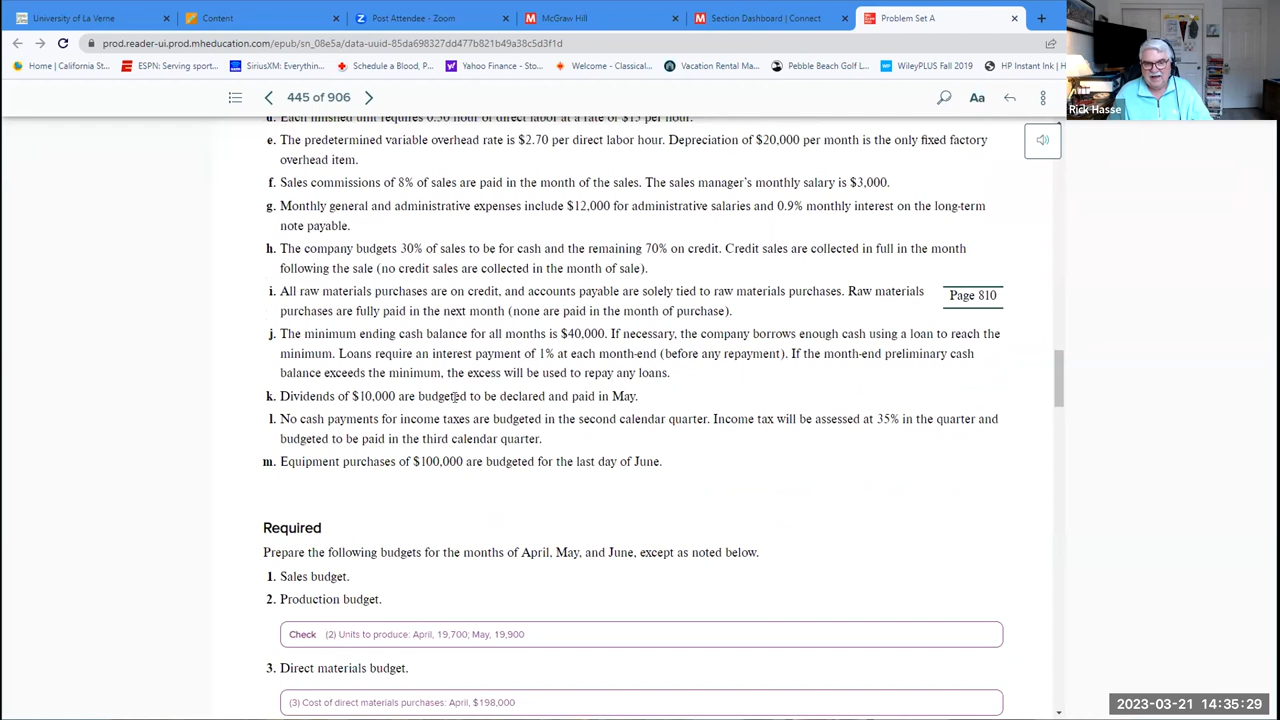 University of La Verne
Content
Post Attendee - Zoom
McGraw Hill
Section Dashboard | Connect
Problem Set A
prod.reader-ui.prod.mheducation.com/epub/sn_08e5a/data-uuid-85da698327dd477b821b49a38c5d3f1d
Home | California St...
ESPN: Serving sport...
SiriusXM: Everythin...
Schedule a Blood, P...
Yahoo Finance - Sto...
Welcome - Classical...
Vacation Rental Ma...
Pebble Beach Golf L...
WileyPLUS Fall 2019
HP Instant Ink | H
Rick Hasse
445 of 906
Aa
d. Each finished unit requires 0.50 hour of direct labor at a rate of $15 per hour.
e. The predetermined variable overhead rate is $2.70 per direct labor hour. Depreciation of $20,000 per month is the only fixed factory
overhead item.
f. Sales commissions of 8% of sales are paid in the month of the sales. The sales manager’s monthly salary is $3,000.
g. Monthly general and administrative expenses include $12,000 for administrative salaries and 0.9% monthly interest on the long-term
note payable.
h. The company budgets 30% of sales to be for cash and the remaining 70% on credit. Credit sales are collected in full in the month
following the sale (no credit sales are collected in the month of sale).
i. All raw materials purchases are on credit, and accounts payable are solely tied to raw materials purchases. Raw materials
Page 810
purchases are fully paid in the next month (none are paid in the month of purchase).
j. The minimum ending cash balance for all months is $40,000. If necessary, the company borrows enough cash using a loan to reach the
minimum. Loans require an interest payment of 1% at each month-end (before any repayment). If the month-end preliminary cash
balance exceeds the minimum, the excess will be used to repay any loans.
k. Dividends of $10,000 are budgeted to be declared and paid in May.
l. No cash payments for income taxes are budgeted in the second calendar quarter. Income tax will be assessed at 35% in the quarter and
budgeted to be paid in the third calendar quarter.
m. Equipment purchases of $100,000 are budgeted for the last day of June.
Required
Prepare the following budgets for the months of April, May, and June, except as noted below.
1. Sales budget.
2. Production budget.
Check (2) Units to produce: April, 19,700; May, 19,900
3. Direct materials budget.
(3) Cost of direct materials purchases: April, $198,000
2023-03-21 14:35:29